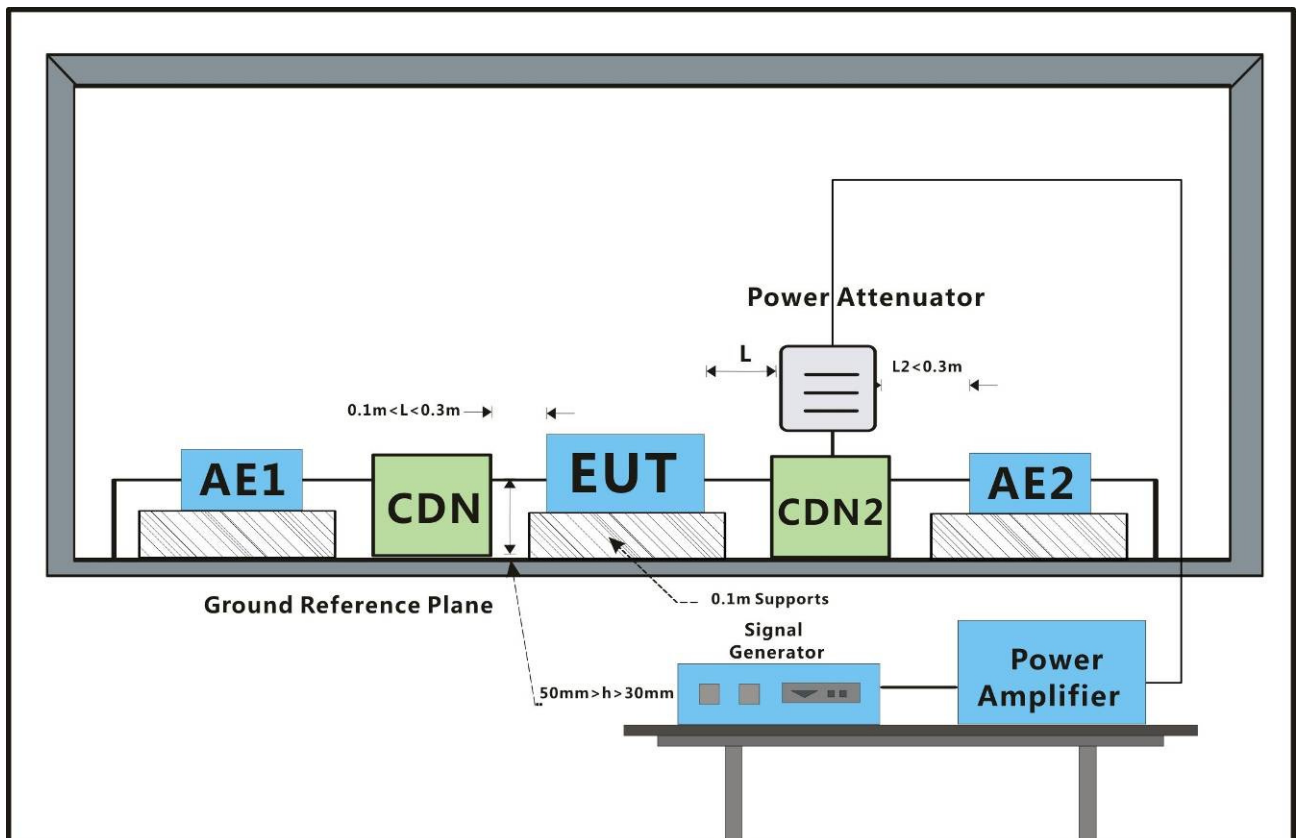 Power Attenuator
L
L2<0.3m
0.1m<L<0.3m
AE1
CDN
EUT
CDN2
AE2
Ground Reference Plane
0.1m Supports
Signal
Generator
Power
Amplifier
50mm>h>30mm